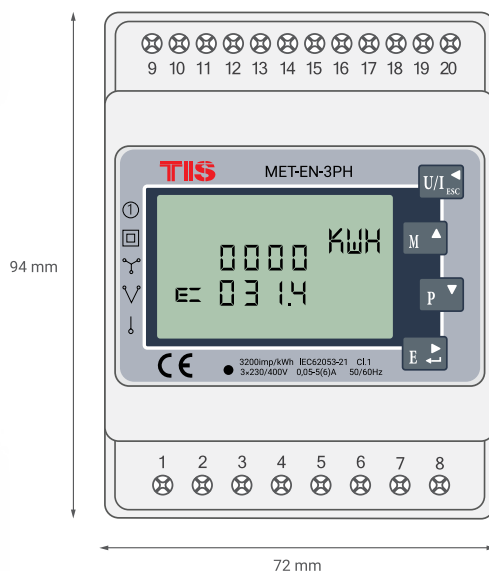 9 10 11 12 13 14 15 16 17 18 19 20
TIS MET-EN-3PH
U/I ESC
1
KWH
M
0000
94 mm
E= 031.4
P
E
CE 3200imp/kWh IEC62053-21 Cl.1
3×230/400V 0,05-5(6)A 50/60Hz
1 2 3 4 5 6 7 8
72 mm